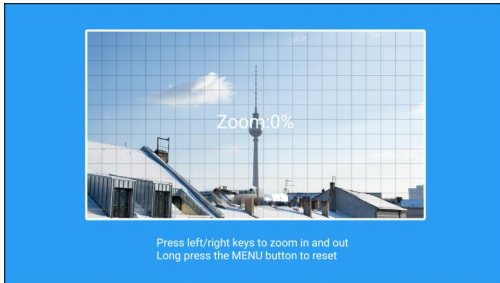 Zoom:0%
Press left/right keys to zoom in and out
Long press the MENU button to reset